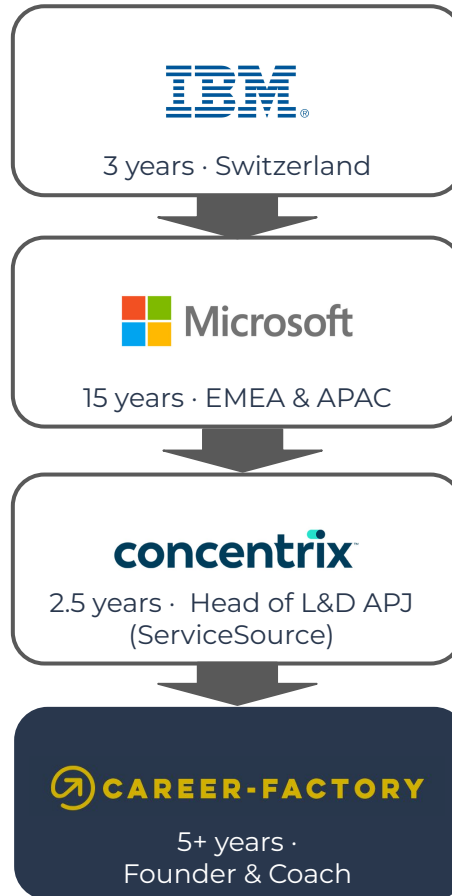 IBM®
3 years · Switzerland
Microsoft
15 years · EMEA & APAC
concentrix™
2.5 years · Head of L&D APJ
(ServiceSource)
CAREER-FACTORY
5+ years ·
Founder & Coach